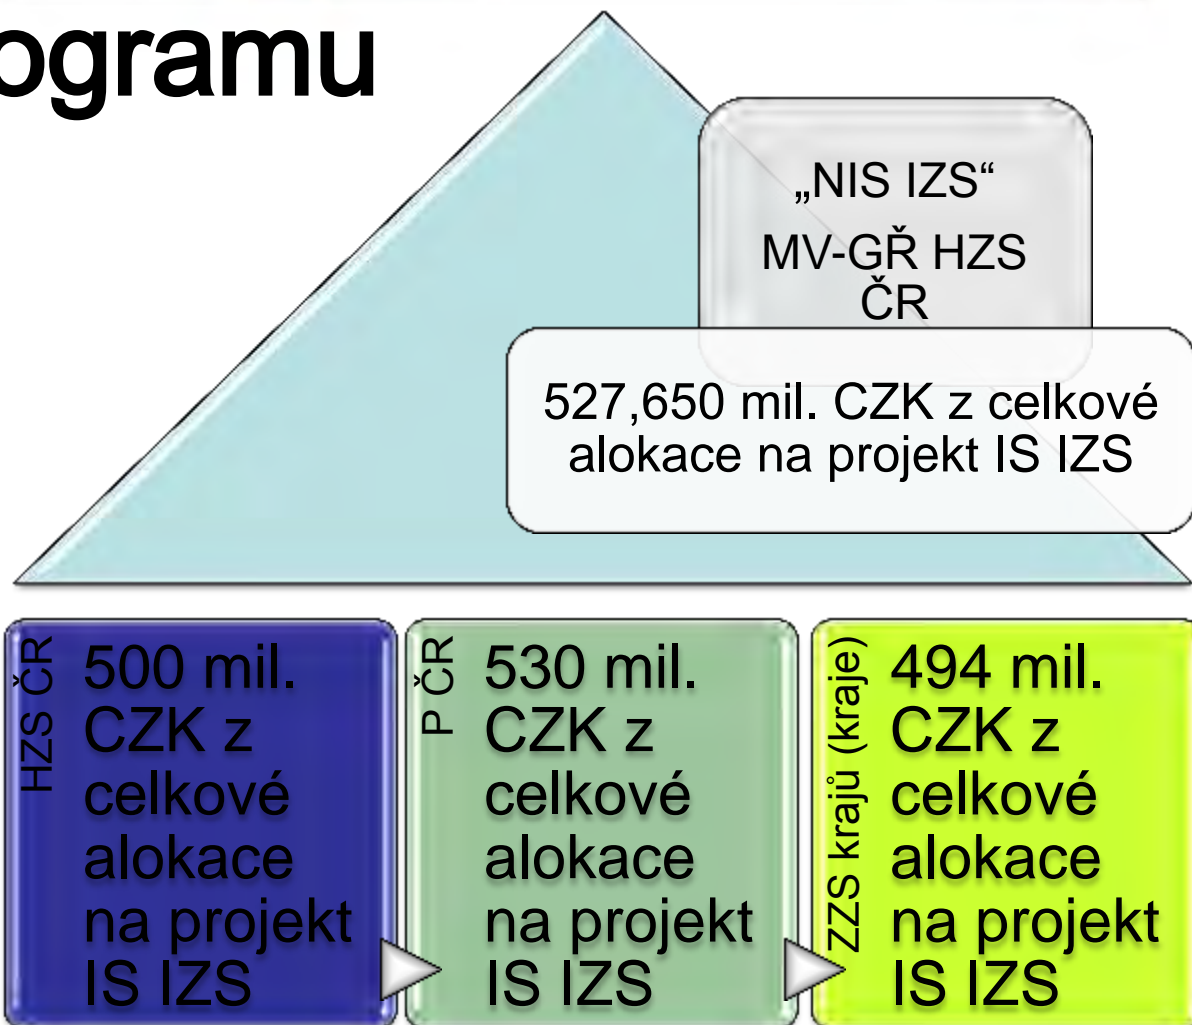 ogramu
„NIS IZS“
MV-GŘ HZS
ČR
527,650 mil. CZK z celkové
alokace na projekt IS IZS
HZS ČR
500 mil.
CZK z
celkové
alokace
na projekt
IS IZS
P ČR
530 mil.
CZK z
celkové
alokace
na projekt
IS IZS
ZZS krajů (kraje)
494 mil.
CZK z
celkové
alokace
na projekt
IS IZS